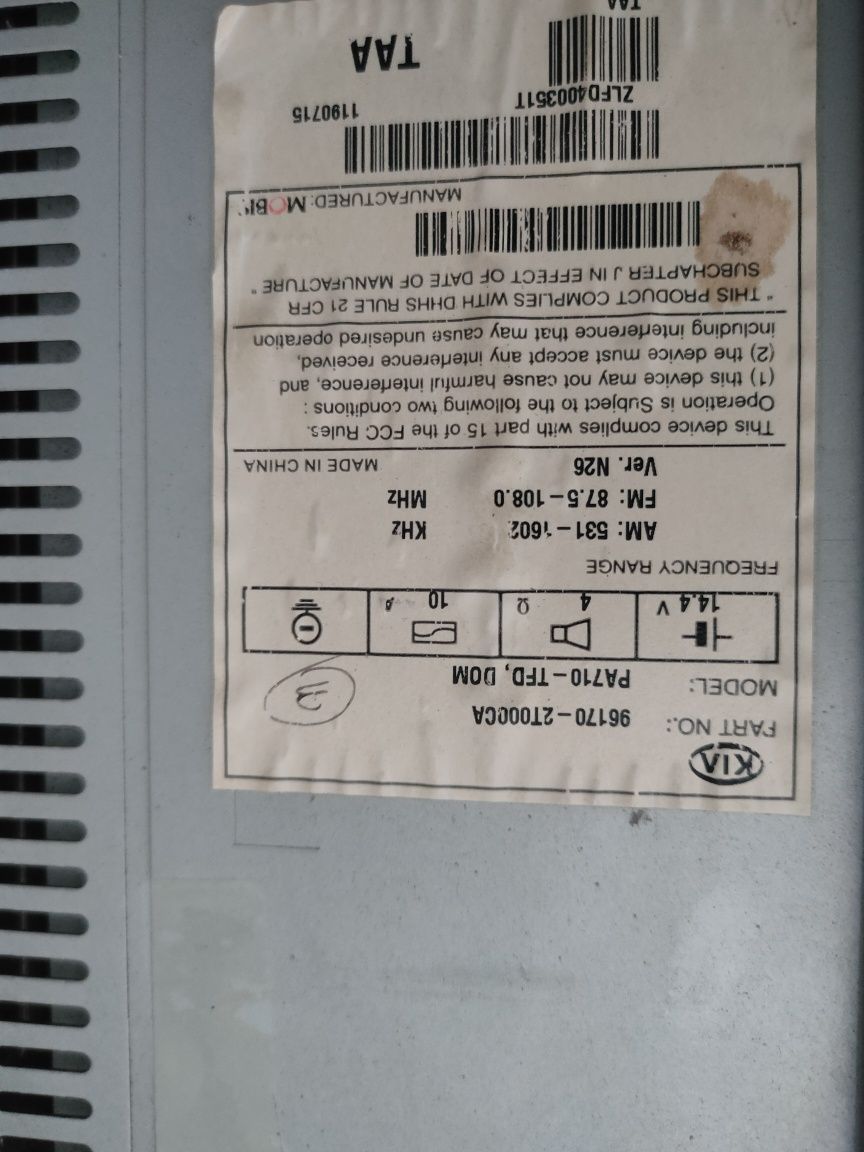 KIA
PART NO.: 96170-2T000CA
MODEL: PA710-TFD, DOM
14.4 V 4 Ω 10 A
FREQUENCY RANGE
AM: 531-1602 KHz
FM: 87.5-108.0 MHz
Ver. N26 MADE IN CHINA
This device complies with part 15 of the FCC Rules.
Operation is Subject to the following two conditions :
(1) this device may not cause harmful interference, and
(2) the device must accept any interference received,
including interference that may cause undesired operation
" THIS PRODUCT COMPLIES WITH DHHS RULE 21 CFR
SUBCHAPTER J IN EFFECT OF DATE OF MANUFACTURE "
MANUFACTURED:
ZLFD400351T 1190715
TAA
TAA